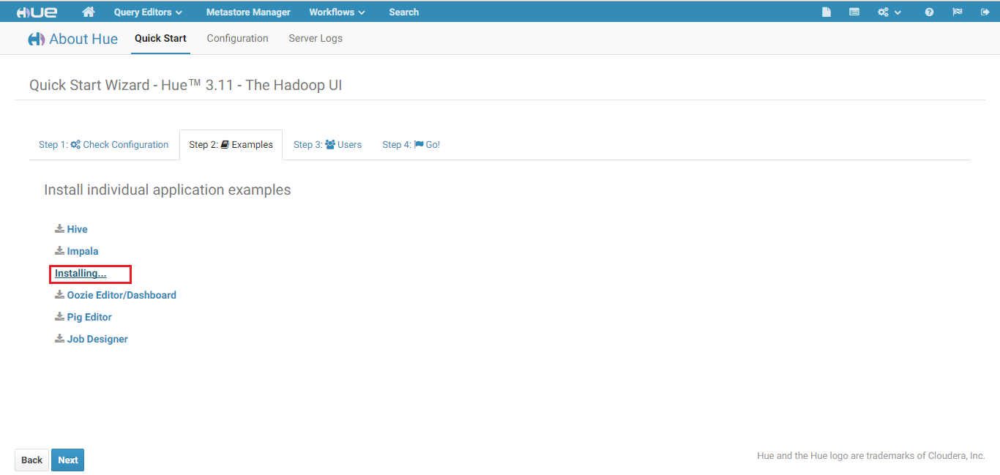 HUE Query Editors Metastore Manager Workflows Search
About Hue Quick Start Configuration Server Logs
Quick Start Wizard - Hue™ 3.11 - The Hadoop UI
Step 1: Check Configuration Step 2: Examples Step 3: Users Step 4: Go!
Install individual application examples
Hive
Impala
Installing...
Oozie Editor/Dashboard
Pig Editor
Job Designer
Back Next Hue and the Hue logo are trademarks of Cloudera, Inc.